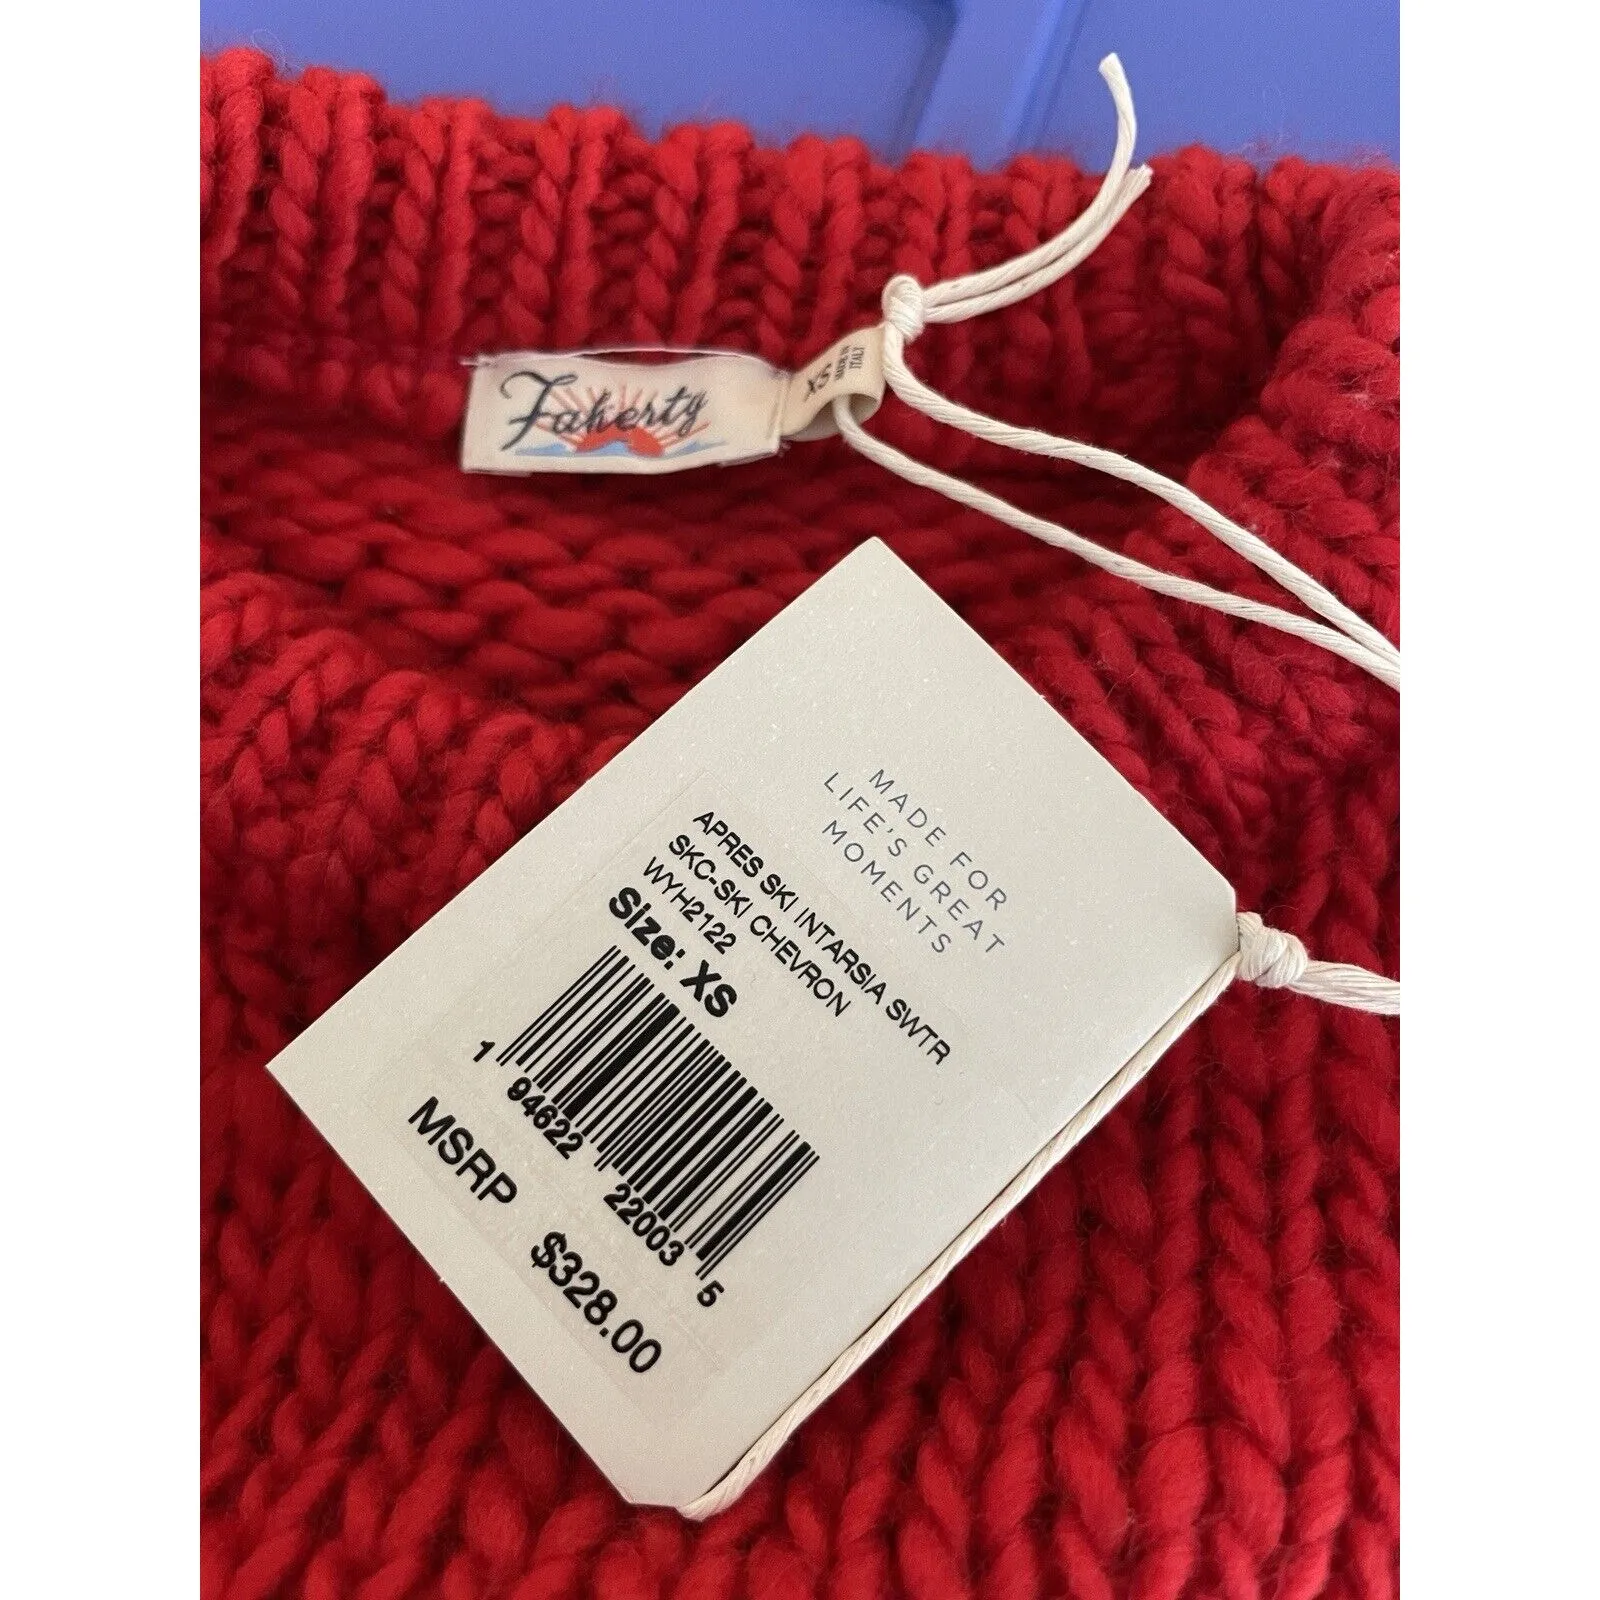 Faherty
XS
MADE IN
ITALY
MADE FOR
LIFE'S GREAT
MOMENTS
APRES SKI INTARSIA SWTR
SKC-SKI CHEVRON
WYH2122
Size: XS
1 94622 22003 5
MSRP $328.00